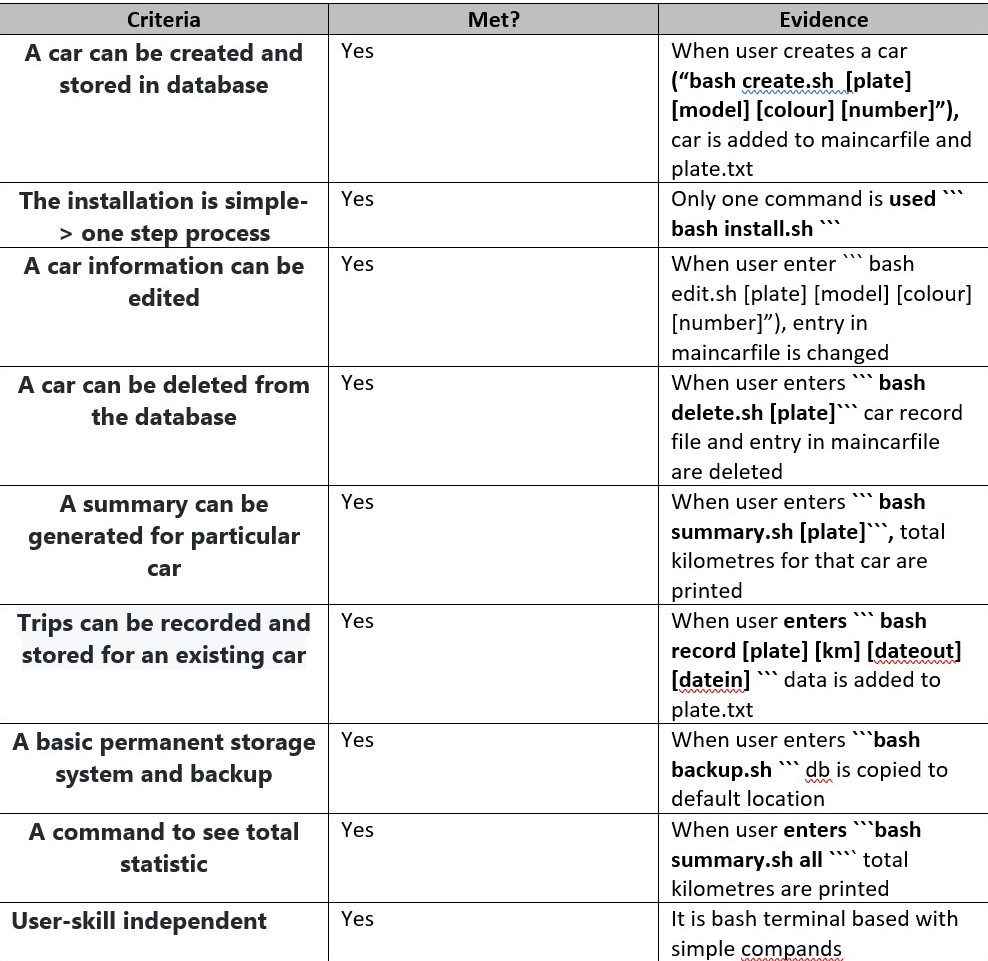 Criteria
Met?
Evidence
A car can be created and
stored in database
Yes
When user creates a car
(“bash create.sh  [plate]
[model] [colour] [number]”),
car is added to maincarfile and
plate.txt
The installation is simple-
> one step process
Yes
Only one command is used ```
bash install.sh ```
A car information can be
edited
Yes
When user enter ``` bash
edit.sh [plate] [model] [colour]
[number]”), entry in
maincarfile is changed
A car can be deleted from
the database
Yes
When user enters ``` bash
delete.sh [plate]``` car record
file and entry in maincarfile
are deleted
A summary can be
generated for particular
car
Yes
When user enters ``` bash
summary.sh [plate]```, total
kilometres for that car are
printed
Trips can be recorded and
stored for an existing car
Yes
When user enters ``` bash
record [plate] [km] [dateout]
[datein] ``` data is added to
plate.txt
A basic permanent storage
system and backup
Yes
When user enters ```bash
backup.sh ``` db is copied to
default location
A command to see total
statistic
Yes
When user enters ```bash
summary.sh all ```` total
kilometres are printed
User-skill independent
Yes
It is bash terminal based with
simple compands